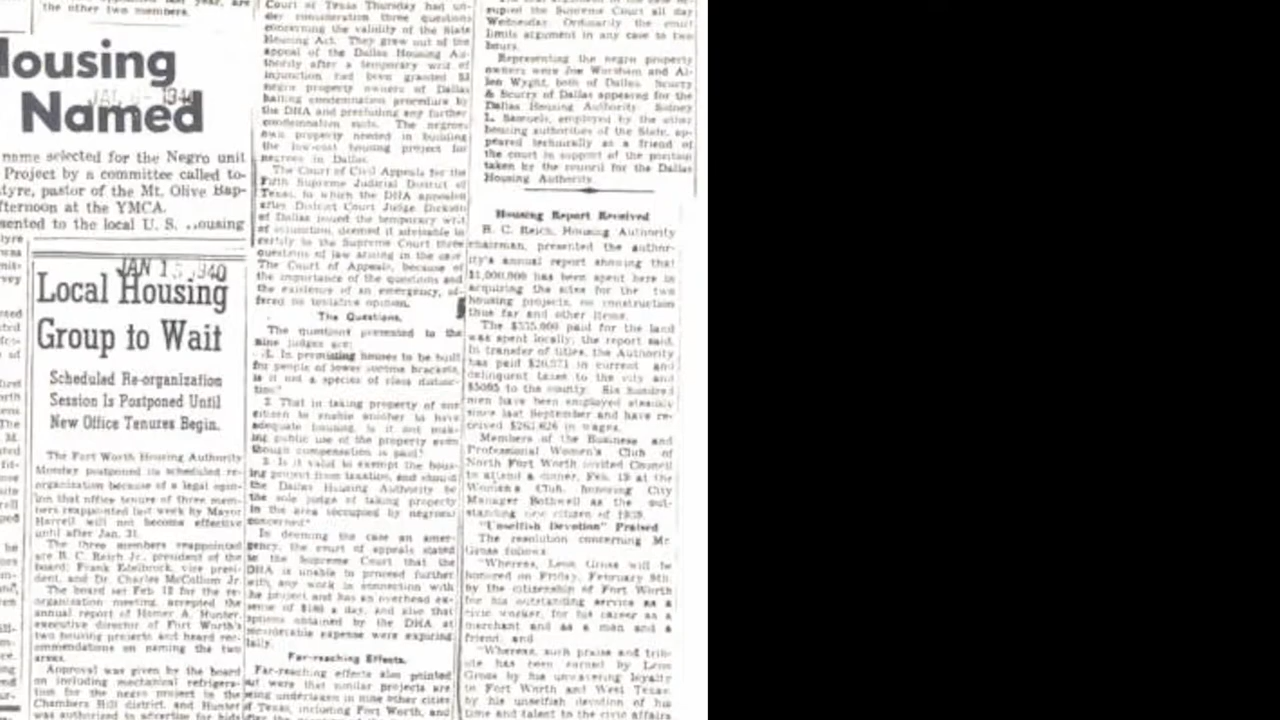 the other two members.
Housing
Named
JAN 1940
name selected for the Negro unit
Project by a committee called to-
tyre, pastor of the Mt. Olive Bap-
fternoon at the YMCA.
sented to the local U. S. ..ousing
JAN 15 1940
Local Housing
Group to Wait
Scheduled Re-organization
Session Is Postponed Until
New Office Tenures Begin.
The Fort Worth Housing Authority
Monday postponed its scheduled re-
organization because of a legal opin-
ion that office tenure of three mem-
bers reappointed last week by Mayor
Harrell will not become effective
until after Jan. 31.
The three members reappointed
are B. C. Reich Jr., president of the
board; Frank Edelbrock, vice presi-
dent, and Dr. Charles McCollum Jr.
The board set Feb 12 for the re-
organization meeting, accepted the
annual report of Homer A. Hunter,
executive director of Fort Worth's
two housing projects and heard rec-
ommendations on naming the two
areas.
Approval was given by the board
on including mechanical refrigera-
tion for the negro project in the
Chambers Hill district, and Hunter
was authorized to advertise for bids
Court of Texas Thursday had un-
der consideration three questions
concerning the validity of the State
Housing Act. They grew out of the
appeal of the Dallas Housing Au-
thority after a temporary writ of
injunction had been granted
negro property owners of Dallas
halting condemnation procedure by
the DHA and precluding any further
condemnation suits. The negroes
own property needed in building
the low-cost housing project for
negroes in Dallas.
The Court of Civil Appeals for the
Fifth Supreme Judicial District of
Texas, to which the DHA appealed
after District Court Judge
of Dallas issued the temporary writ
of injunction, deemed it advisable to
certify to the Supreme Court three
questions of law arising in the case.
The Court of Appeals, because of
the importance of the questions and
the existence of an emergency, of-
fered no tentative opinion.
The Questions.
The questions presented to the
nine judges are:
1. In permitting houses to be built
for people of lower income brackets,
is it not a species of class
2. That in taking property of one
citizen to enable another to have
adequate housing, is it not mak-
ing public use of the property even
though compensation is paid?
3. Is it valid to exempt the hous-
ing project from taxation, and should
the Dallas Housing Authority be
the sole judge of taking property
in the area occupied by negroes
concerned?
In deeming the case an emer-
gency, the court of appeals stated
to the Supreme Court that the
DHA is unable to proceed further
with any work in connection with
the project and has an overhead ex-
pense of $100 a day, and also that
options obtained by the DHA at
considerable expense were expiring
daily.
Far-reaching Effects.
Far-reaching effects also pointed
out were that similar projects are
being undertaken in nine other cities
of Texas, including Fort Worth, and
the Supreme Court all day
Wednesday. Ordinarily the court
limits argument in any case to two
hours.
Representing the negro property
owners were Joe Worsham and Al-
len Wyght, both of Dallas. Scurry
& Scurry of Dallas appeared for the
Dallas Housing Authority. Sidney
L. Samuels, employed by the other
housing authorities of the State, ap-
peared technically as a friend of
the court in support of the position
taken by the council for the Dallas
Housing Authority.
Housing Report Received
B. C. Reich, Housing Authority
chairman, presented the author-
ity's annual report showing that
$1,000,000 has been spent here in
acquiring the sites for the two
housing projects, on construction
thus far and other items.
The $335,000 paid for the land
was spent locally, the report said.
In transfer of titles, the Authority
has paid $20,571 in current and
delinquent taxes to the city and
$5095 to the county. Six hundred
men have been employed steadily
since last September and have re-
ceived $261,626 in wages.
Members of the Business and
Professional Women's Club of
North Fort Worth invited Council
to attend a dinner, Feb. 13 at the
Women's Club, honoring City
Manager Bothwell as the out-
standing new citizen of 1939.
"Unselfish Devotion" Praised
The resolution concerning Mr.
Gross follows:
"Whereas, Leon Gross will be
honored on Friday, February 9th,
by the citizenship of Fort Worth
for his outstanding service as a
civic worker, for his career as a
merchant and as a man and a
friend; and
"Whereas, such praise and trib-
ute has been earned by Leon
Gross by his unwavering loyalty
to Fort Worth and West Texas,
by his unselfish devotion of his
time and talent to the civic affairs